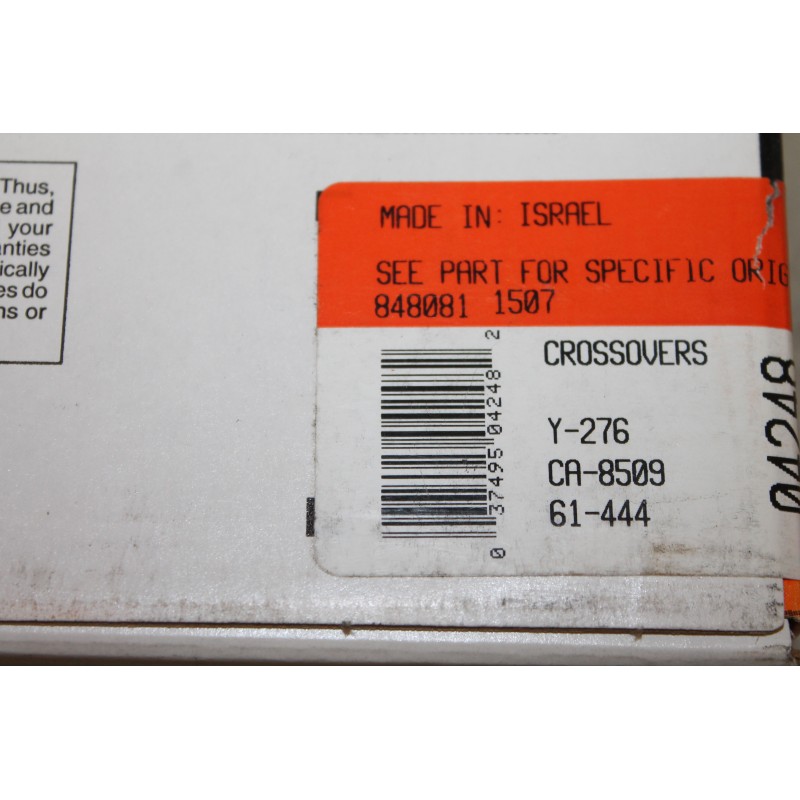 Thus,
e and
your
anties
ically
es do
ns or
MADE IN: ISRAEL
SEE PART FOR SPECIFIC ORIG
848081 1507
CROSSOVERS
Y-276
CA-8509
61-444
0 37495 04248 2
04248